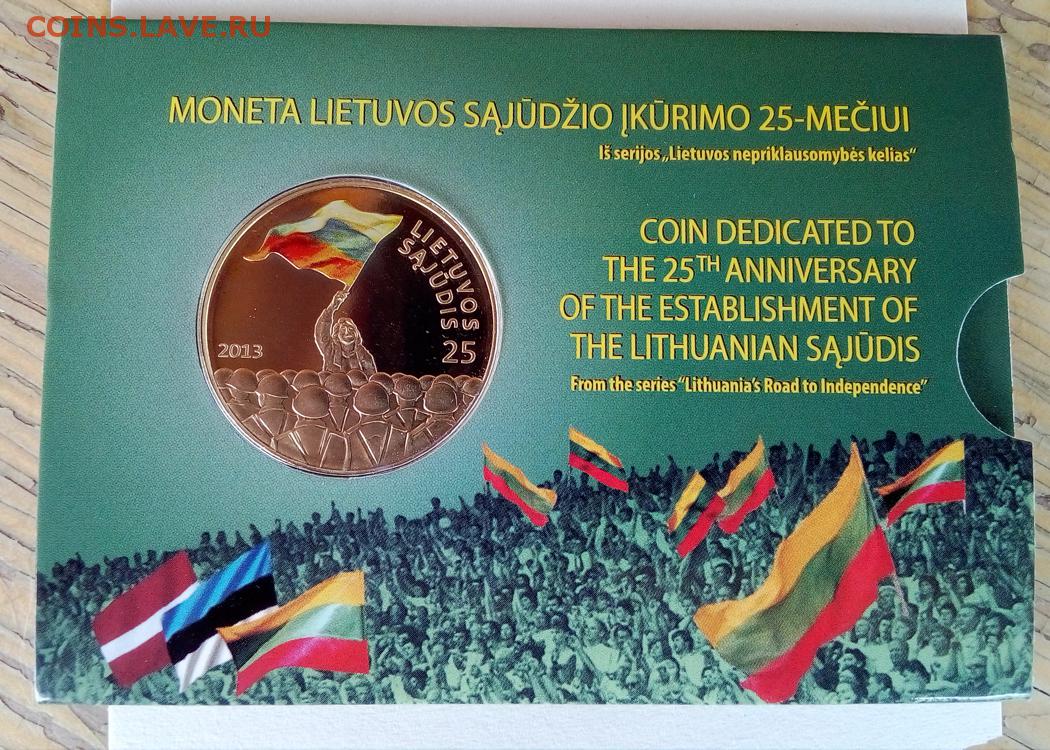 COINS.LAVE.RU
MONETA LIETUVOS SĄJŪDŽIO ĮKŪRIMO 25-MEČIUI
Iš serijos „Lietuvos nepriklausomybės kelias“
LIETUVOS
SĄJŪDIS
25
2013
COIN DEDICATED TO
THE 25TH ANNIVERSARY
OF THE ESTABLISHMENT OF
THE LITHUANIAN SĄJŪDIS
From the series “Lithuania's Road to Independence”